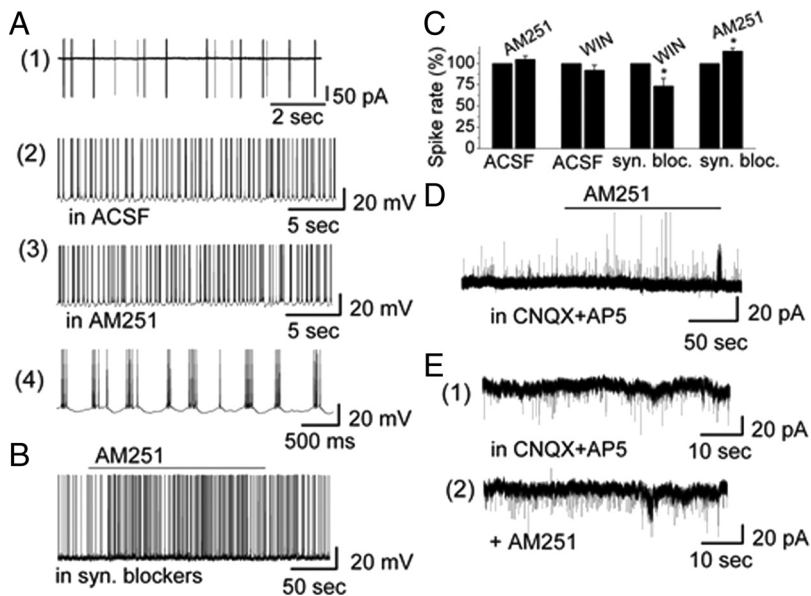 A
(1)
50 pA
2 sec
(2)
20 mV
in ACSF
5 sec
(3)
20 mV
in AM251
5 sec
(4)
20 mV
500 ms
B
AM251
20 mV
in syn. blockers
50 sec
C
AM251 WIN WIN AM251
* *
Spike rate (%)
100
75
50
25
0
ACSF ACSF syn. bloc. syn. bloc.
D
AM251
20 pA
in CNQX+AP5
50 sec
E
(1)
20 pA
in CNQX+AP5
10 sec
(2)
20 pA
+ AM251
10 sec